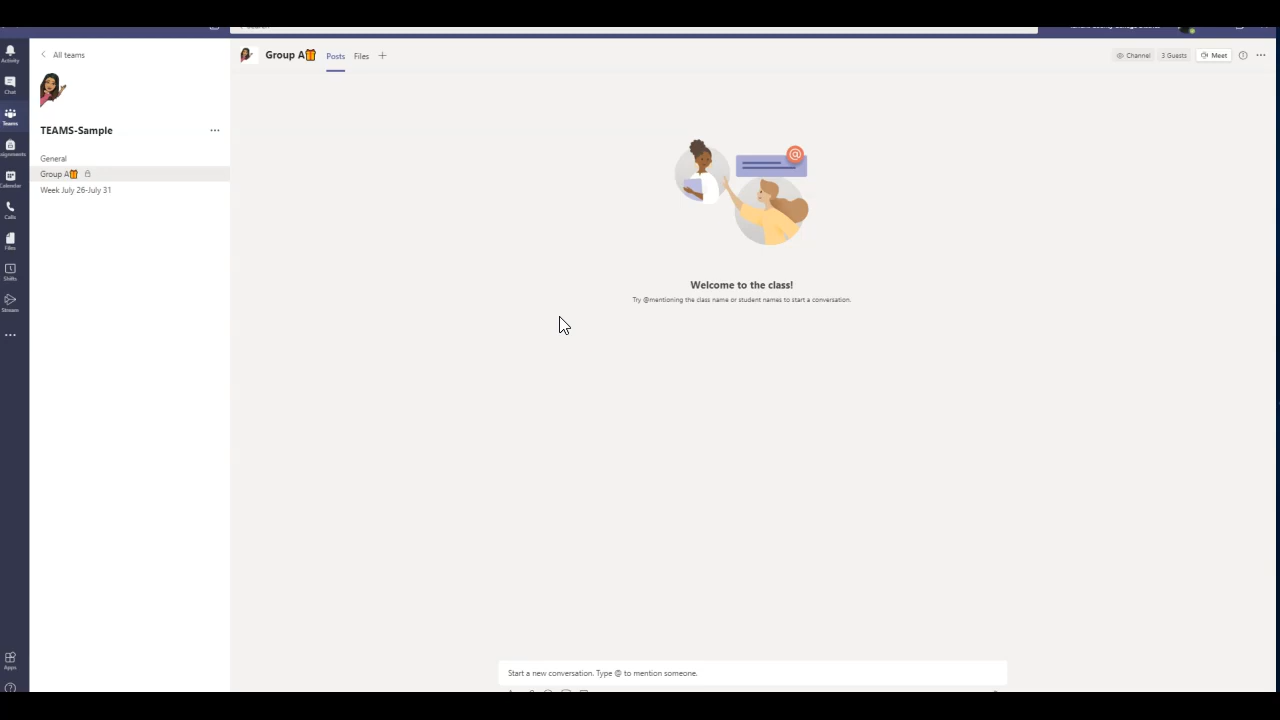 Search
Activity
Chat
Teams
Assignments
Calendar
Calls
Files
Shifts
Stream
Apps
All teams
TEAMS-Sample
General
Group A🎁
Week July 26-July 31
Group A🎁 Posts Files
Channel 3 Guests Meet
Welcome to the class!
Try @mentioning the class name or student names to start a conversation.
Start a new conversation. Type @ to mention someone.